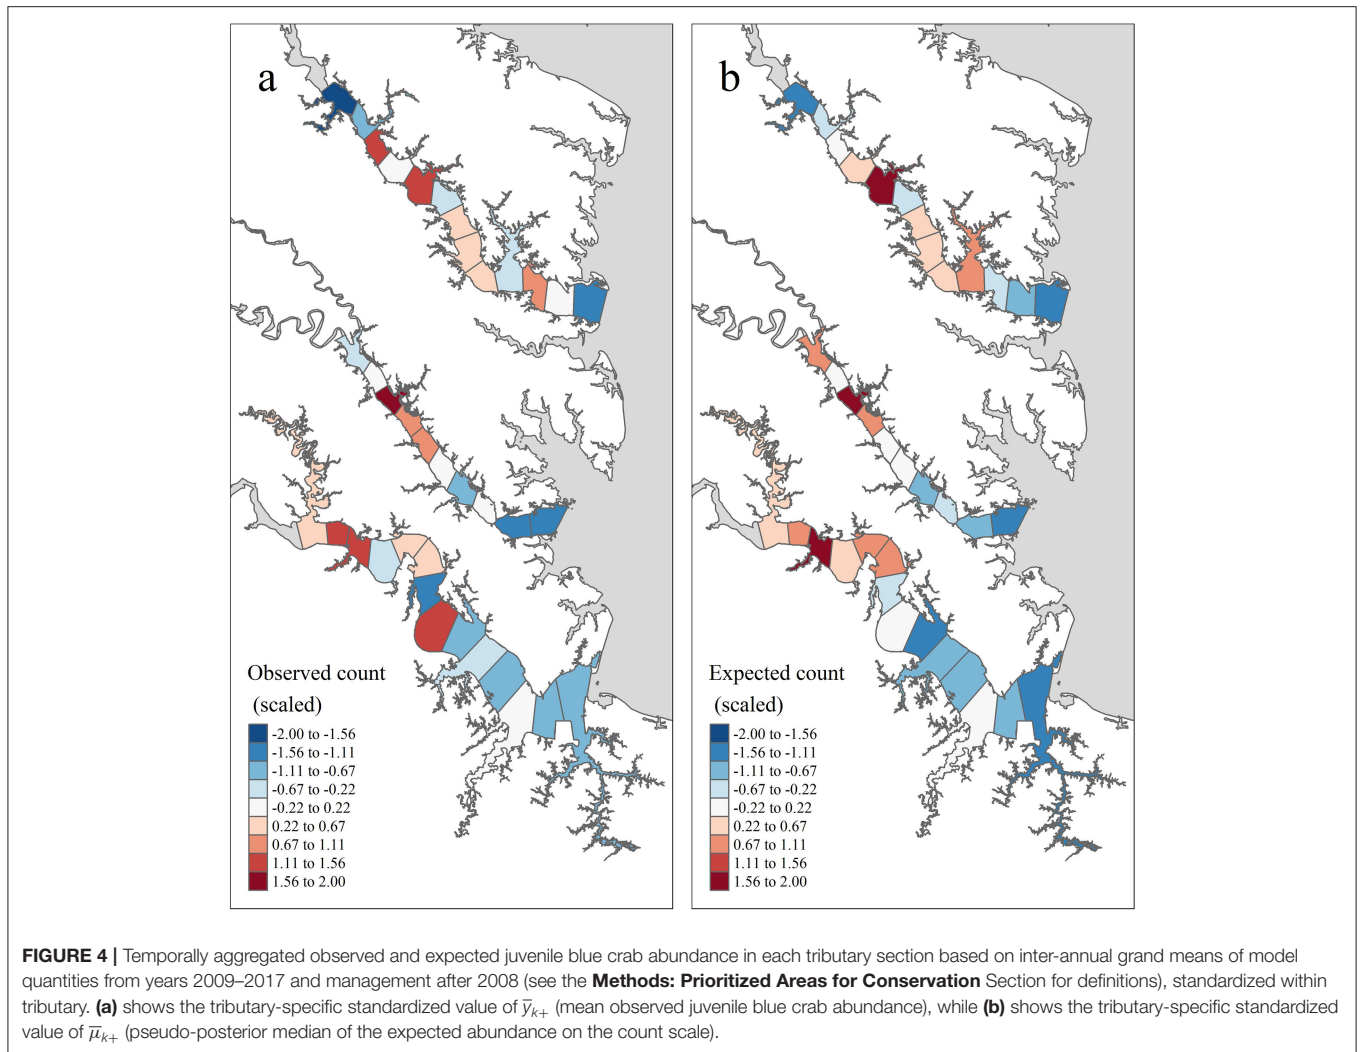 a
b
Observed count
(scaled)
-2.00 to -1.56
-1.56 to -1.11
-1.11 to -0.67
-0.67 to -0.22
-0.22 to 0.22
0.22 to 0.67
0.67 to 1.11
1.11 to 1.56
1.56 to 2.00
Expected count
(scaled)
-2.00 to -1.56
-1.56 to -1.11
-1.11 to -0.67
-0.67 to -0.22
-0.22 to 0.22
0.22 to 0.67
0.67 to 1.11
1.11 to 1.56
1.56 to 2.00
FIGURE 4 | Temporally aggregated observed and expected juvenile blue crab abundance in each tributary section based on inter-annual grand means of model
quantities from years 2009–2017 and management after 2008 (see the Methods: Prioritized Areas for Conservation Section for definitions), standardized within
tributary. (a) shows the tributary-specific standardized value of y̅ₖ₊ (mean observed juvenile blue crab abundance), while (b) shows the tributary-specific standardized
value of μ̅ₖ₊ (pseudo-posterior median of the expected abundance on the count scale).